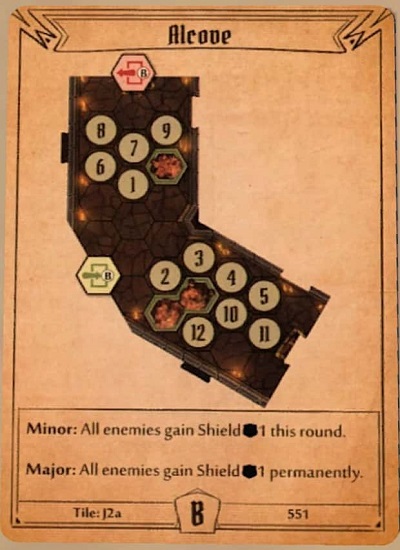 Alcove
B
8 9
7
6
1
B
3
2 4
5
10
12 11
Minor: All enemies gain Shield 1 this round.
Major: All enemies gain Shield 1 permanently.
Tile: J2a B 551